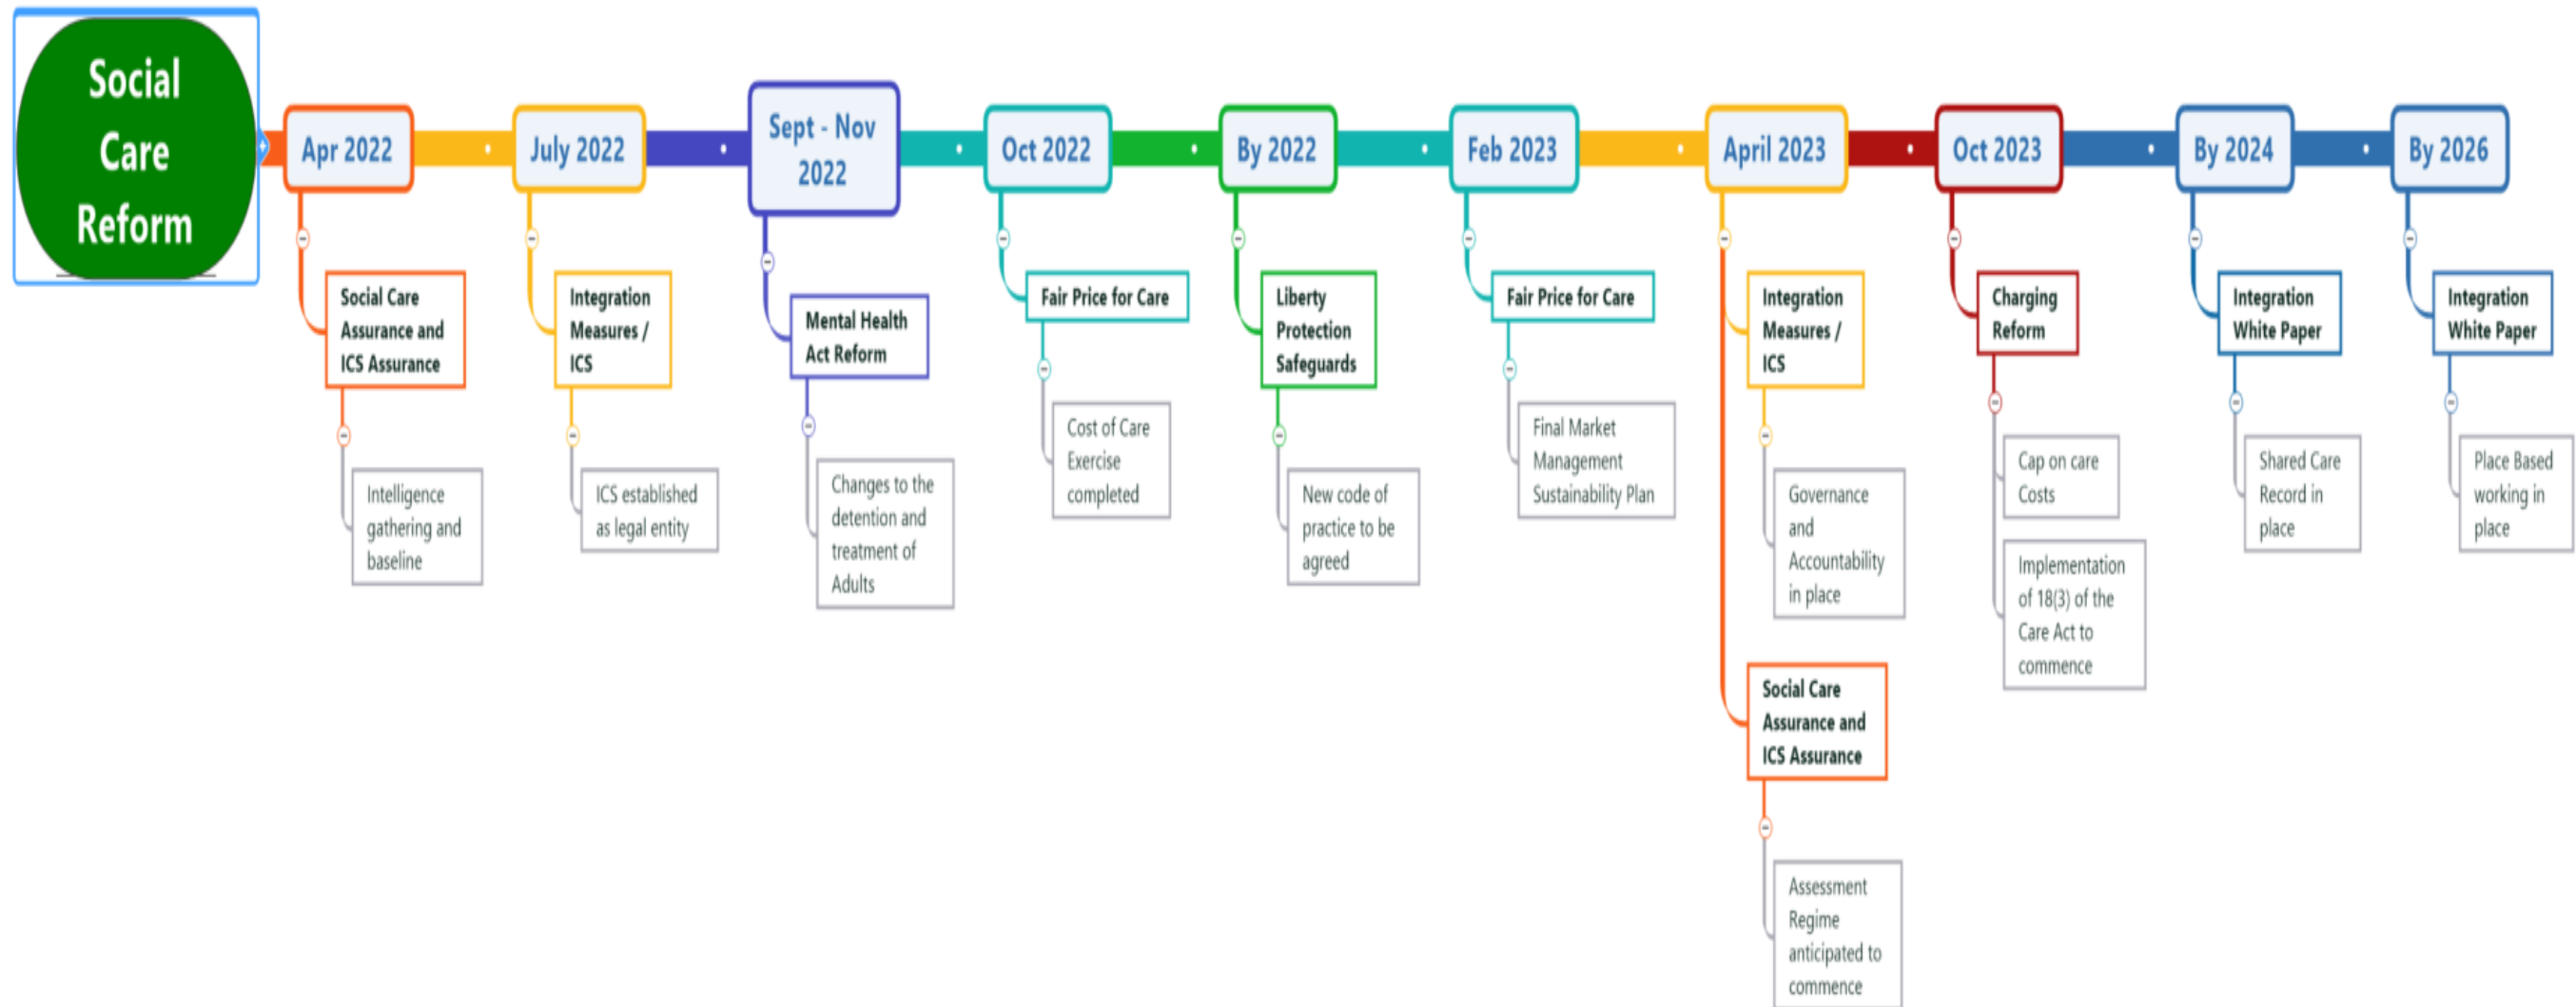 Social
Care
Reform
Apr 2022
Social Care
Assurance and
ICS Assurance
Intelligence
gathering and
baseline
July 2022
Integration
Measures /
ICS
ICS established
as legal entity
Sept - Nov
2022
Mental Health
Act Reform
Changes to the
detention and
treatment of
Adults
Oct 2022
Fair Price for Care
Cost of Care
Exercise
completed
By 2022
Liberty
Protection
Safeguards
New code of
practice to be
agreed
Feb 2023
Fair Price for Care
Final Market
Management
Sustainability Plan
April 2023
Integration
Measures /
ICS
Governance
and
Accountability
in place
Social Care
Assurance and
ICS Assurance
Assessment
Regime
anticipated to
commence
Oct 2023
Charging
Reform
Cap on care
Costs
Implementation
of 18(3) of the
Care Act to
commence
By 2024
Integration
White Paper
Shared Care
Record in
place
By 2026
Integration
White Paper
Place Based
working in
place